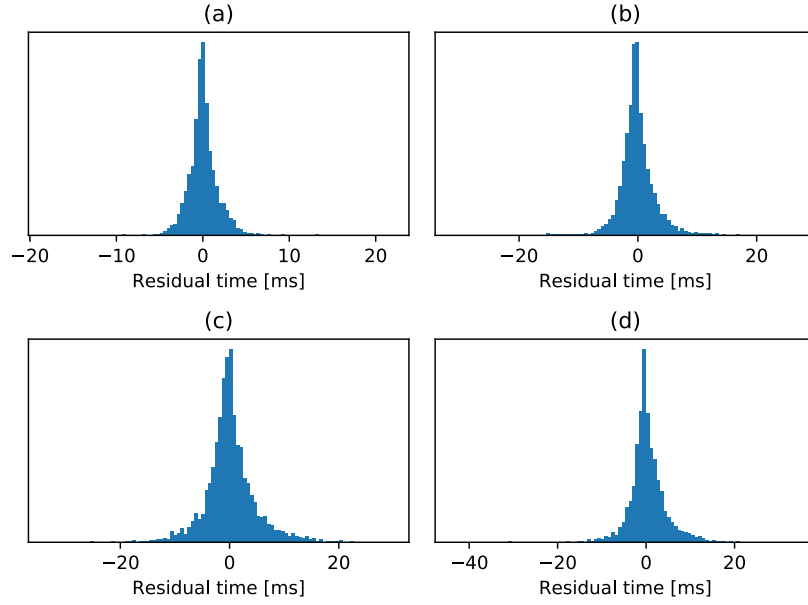 (a) (b)
−20 −10 0 10 20 −20 0 20
Residual time [ms] Residual time [ms]
(c) (d)
−20 0 20 −40 −20 0 20
Residual time [ms] Residual time [ms]